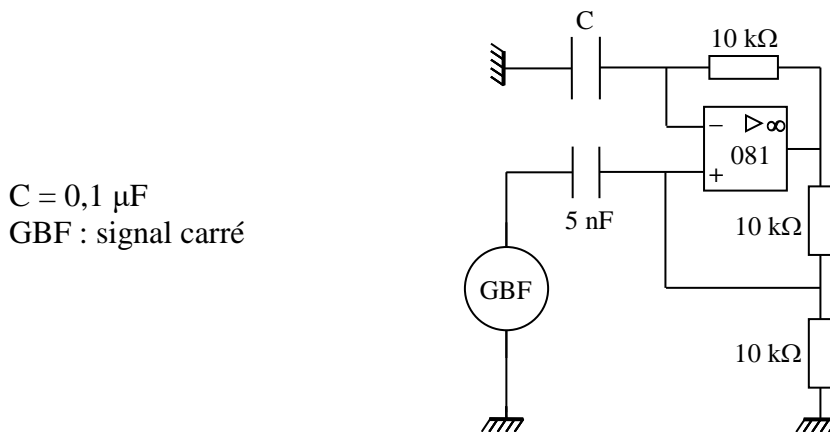 C
10 kΩ
− ▷ ∞
081
+
C = 0,1 µF
GBF : signal carré
5 nF
10 kΩ
GBF
10 kΩ